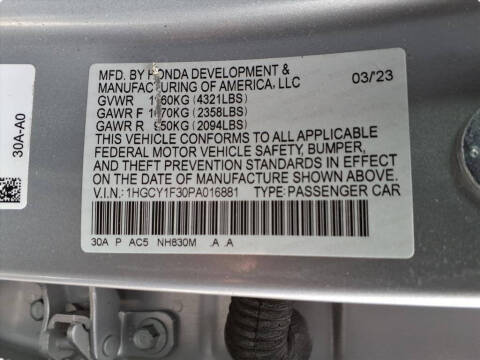 MFD. BY HONDA DEVELOPMENT &
MANUFACTURING OF AMERICA, LLC 03/'23
GVWR 1960KG (4321LBS)
GAWR F 1070KG (2358LBS)
GAWR R 950KG (2094LBS)
THIS VEHICLE CONFORMS TO ALL APPLICABLE
FEDERAL MOTOR VEHICLE SAFETY, BUMPER,
AND THEFT PREVENTION STANDARDS IN EFFECT
ON THE DATE OF MANUFACTURE SHOWN ABOVE.
V.I.N.: 1HGCY1F30PA016881 TYPE: PASSENGER CAR
30A P AC5 NH830M .A .A
30A-A0